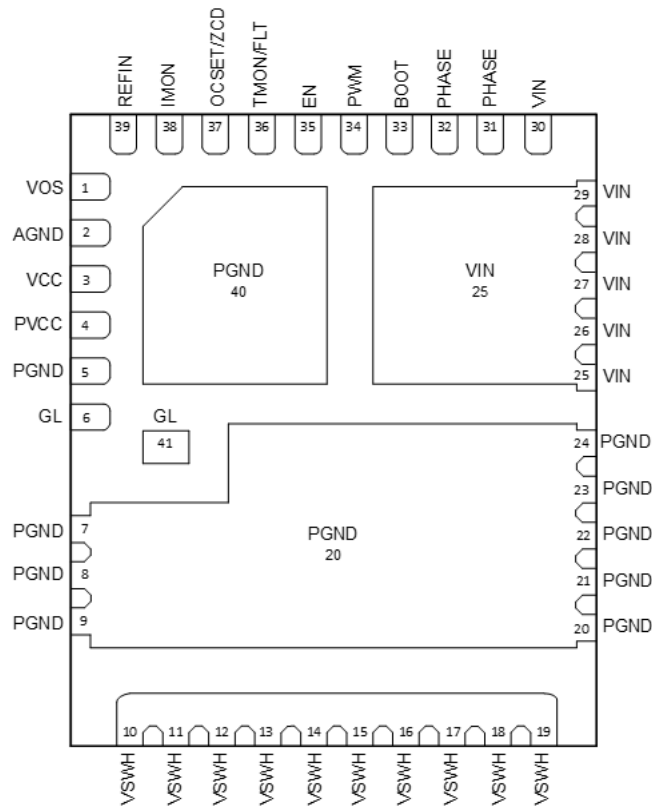 REFIN
IMON
OCSET/ZCD
TMON/FLT
EN
PWM
BOOT
PHASE
PHASE
VIN
39
38
37
36
35
34
33
32
31
30
VOS 1
AGND 2
VCC 3
PVCC 4
PGND 5
GL 6
PGND
40
VIN
25
29 VIN
28 VIN
27 VIN
26 VIN
25 VIN
GL
41
PGND 7
PGND 8
PGND 9
PGND
20
24 PGND
23 PGND
22 PGND
21 PGND
20 PGND
10
11
12
13
14
15
16
17
18
19
VSWH
VSWH
VSWH
VSWH
VSWH
VSWH
VSWH
VSWH
VSWH
VSWH